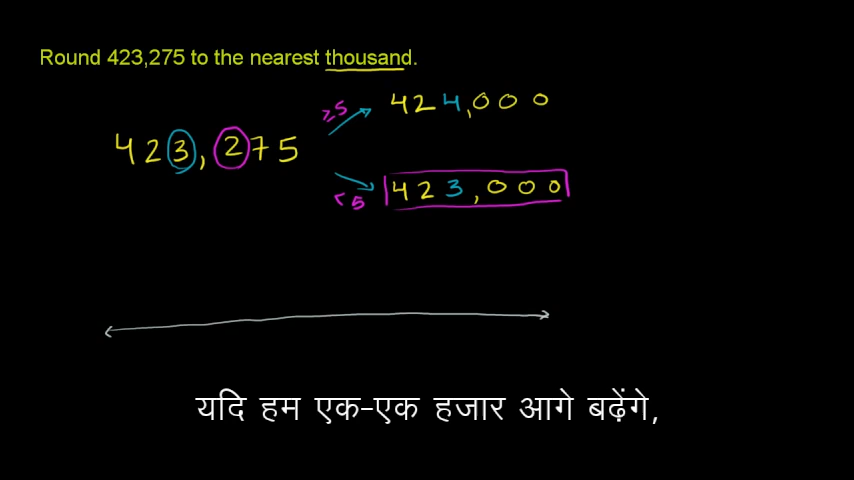 Round 423,275 to the nearest thousand.
≥5 424,000
423,275
<5 423,000
यदि हम एक-एक हजार आगे बढ़ेंगे,